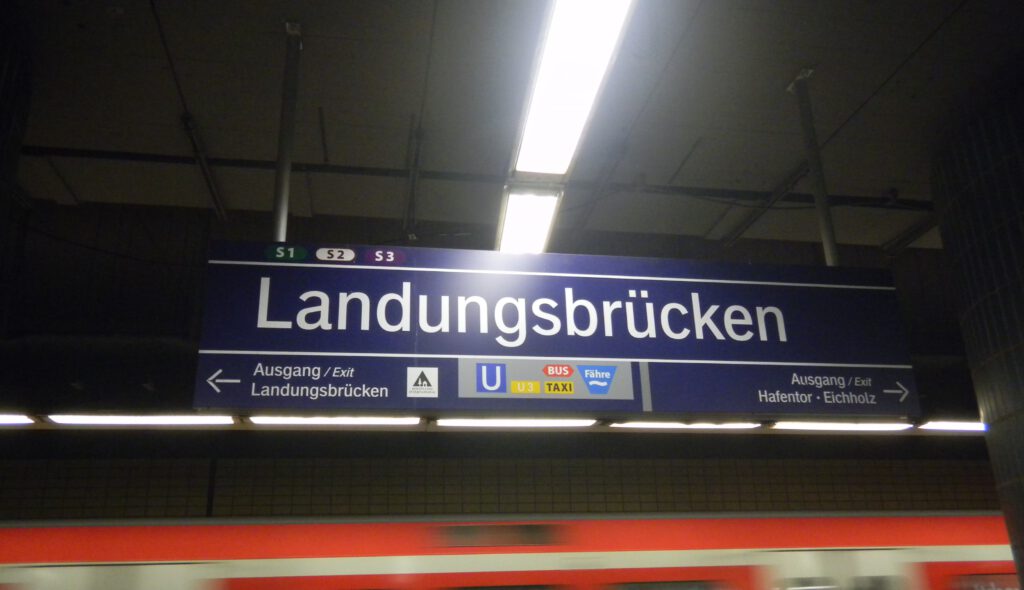 S1 S2 S3
Landungsbrücken
Ausgang / Exit
Landungsbrücken
U
U3
BUS
TAXI
Fähre
Ausgang / Exit
Hafentor · Eichholz